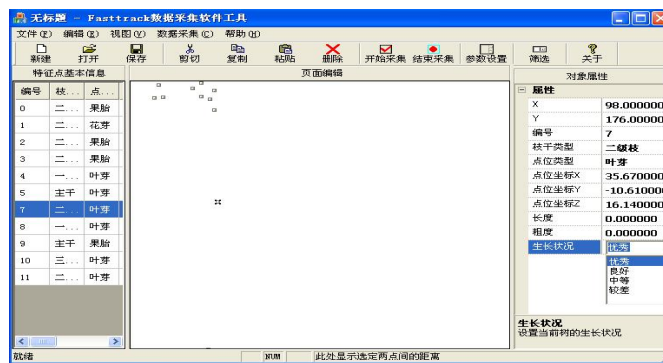 无标题 - Fasttrack数据采集软件工具
文件(F) 编辑(E) 视图(V) 数据采集(C) 帮助(H)
新建 打开 保存 剪切 复制 粘贴 删除 开始采集 结束采集 参数设置 筛选 关于
特征点基本信息 页面编辑 对象属性
编号 枝... 点...
0 二... 果胎
1 二... 花芽
2 二... 果胎
3 二... 果胎
4 一... 叶芽
5 主干 叶芽
7 二... 叶芽
8 一... 叶芽
9 主干 果胎
10 三... 叶芽
11 二... 叶芽
属性
X 98.000000
Y 176.00000
编号 7
枝干类型 二级枝
点位类型 叶芽
点位坐标X 35.670000
点位坐标Y -10.61000
点位坐标Z 16.140000
长度 0.000000
粗度 0.000000
生长状况 优秀
优秀
良好
中等
较差
生长状况
设置当前树的生长状况
就绪 NUM 此处显示选定两点间的距离